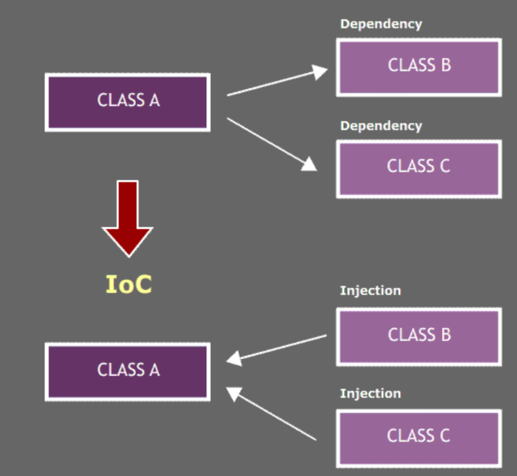 Dependency
CLASS B
CLASS A
Dependency
CLASS C
IoC
Injection
CLASS B
CLASS A
Injection
CLASS C